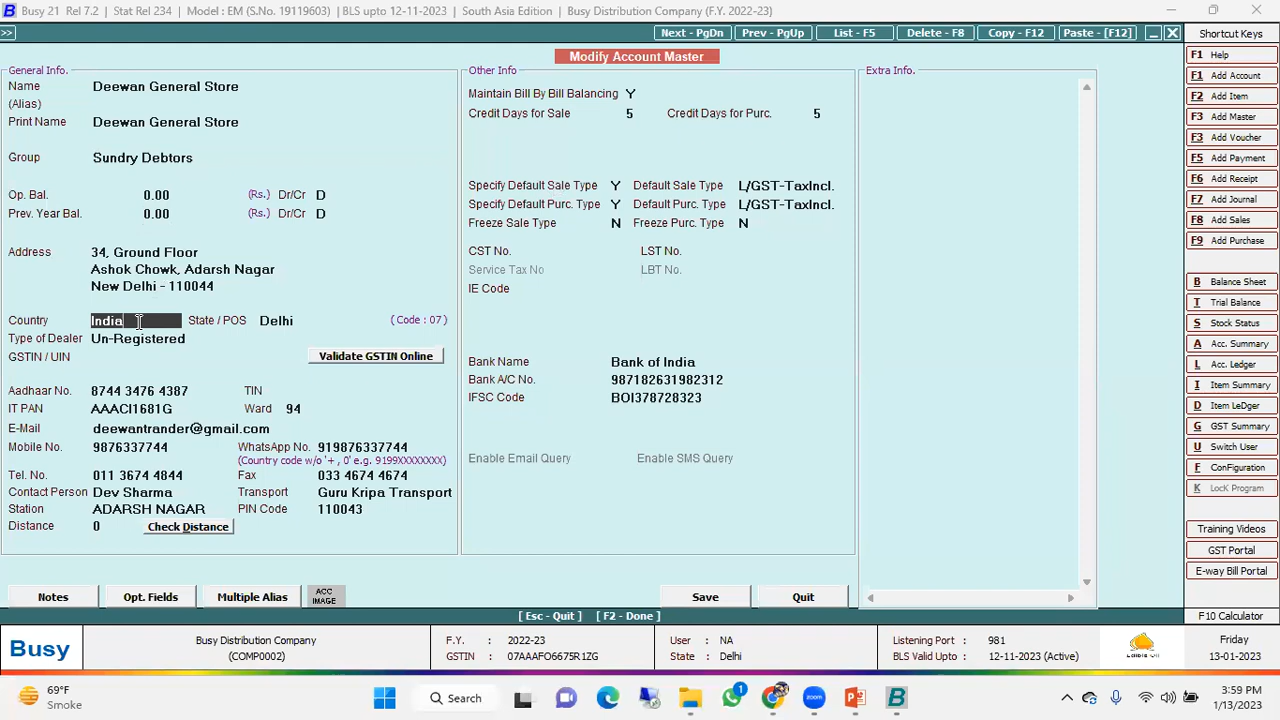 Busy 21 Rel 7.2 | Stat Rel 234 | Model : EM (S.No. 19119603) | BLS upto 12-11-2023 | South Asia Edition | Busy Distribution Company (F.Y. 2022-23)
>> Next - PgDn Prev - PgUp List - F5 Delete - F8 Copy - F12 Paste - [F12]
Modify Account Master
General Info.
Name Deewan General Store
(Alias)
Print Name Deewan General Store
Group Sundry Debtors
Op. Bal. 0.00 (Rs.) Dr/Cr D
Prev. Year Bal. 0.00 (Rs.) Dr/Cr D
Address 34, Ground Floor
Ashok Chowk, Adarsh Nagar
New Delhi - 110044
Country India State / POS Delhi ( Code : 07 )
Type of Dealer Un-Registered
GSTIN / UIN Validate GSTIN Online
Aadhaar No. 8744 3476 4387 TIN
IT PAN AAACI1681G Ward 94
E-Mail deewantrander@gmail.com
Mobile No. 9876337744 WhatsApp No. 919876337744
(Country code w/o '+ , 0' e.g. 9199XXXXXXXX)
Tel. No. 011 3674 4844 Fax 033 4674 4674
Contact Person Dev Sharma Transport Guru Kripa Transport
Station ADARSH NAGAR PIN Code 110043
Distance 0 Check Distance
Other Info
Maintain Bill By Bill Balancing Y
Credit Days for Sale 5 Credit Days for Purc. 5
Specify Default Sale Type Y Default Sale Type L/GST-TaxIncl.
Specify Default Purc. Type Y Default Purc. Type L/GST-TaxIncl.
Freeze Sale Type N Freeze Purc. Type N
CST No. LST No.
Service Tax No LBT No.
IE Code
Bank Name Bank of India
Bank A/C No. 987182631982312
IFSC Code BOI378728323
Enable Email Query Enable SMS Query
Extra Info.
Notes Opt. Fields Multiple Alias ACC IMAGE Save Quit
[ Esc - Quit ] [ F2 - Done ]
Shortcut Keys
F1 Help
F1 Add Account
F2 Add Item
F3 Add Master
F3 Add Voucher
F5 Add Payment
F6 Add Receipt
F7 Add Journal
F8 Add Sales
F9 Add Purchase
B Balance Sheet
T Trial Balance
S Stock Status
A Acc. Summary
L Acc. Ledger
I Item Summary
D Item LeDger
G GST Summary
U Switch User
F Configuration
K LocK Program
Training Videos
GST Portal
E-way Bill Portal
F10 Calculator
Busy
Busy Distribution Company
(COMP0002)
F.Y. : 2022-23
GSTIN : 07AAAFO6675R1ZG
User : NA
State : Delhi
Listening Port : 981
BLS Valid Upto : 12-11-2023 (Active)
Friday
13-01-2023
69°F
Smoke
Search
1
zoom
3:59 PM
1/13/2023